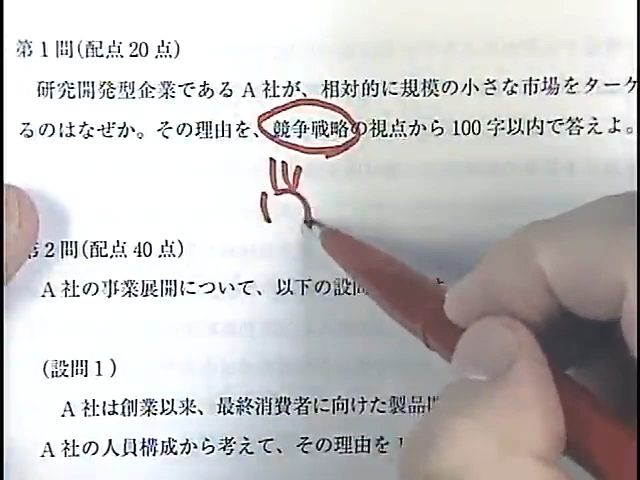 第1問(配点20点)
研究開発型企業であるA社が、相対的に規模の小さな市場をターゲ
るのはなぜか。その理由を、競争戦略の視点から100字以内で答えよ。
第2問(配点40点)
A社の事業展開について、以下の設問
(設問1)
A社は創業以来、最終消費者に向けた製品開
A社の人員構成から考えて、その理由を